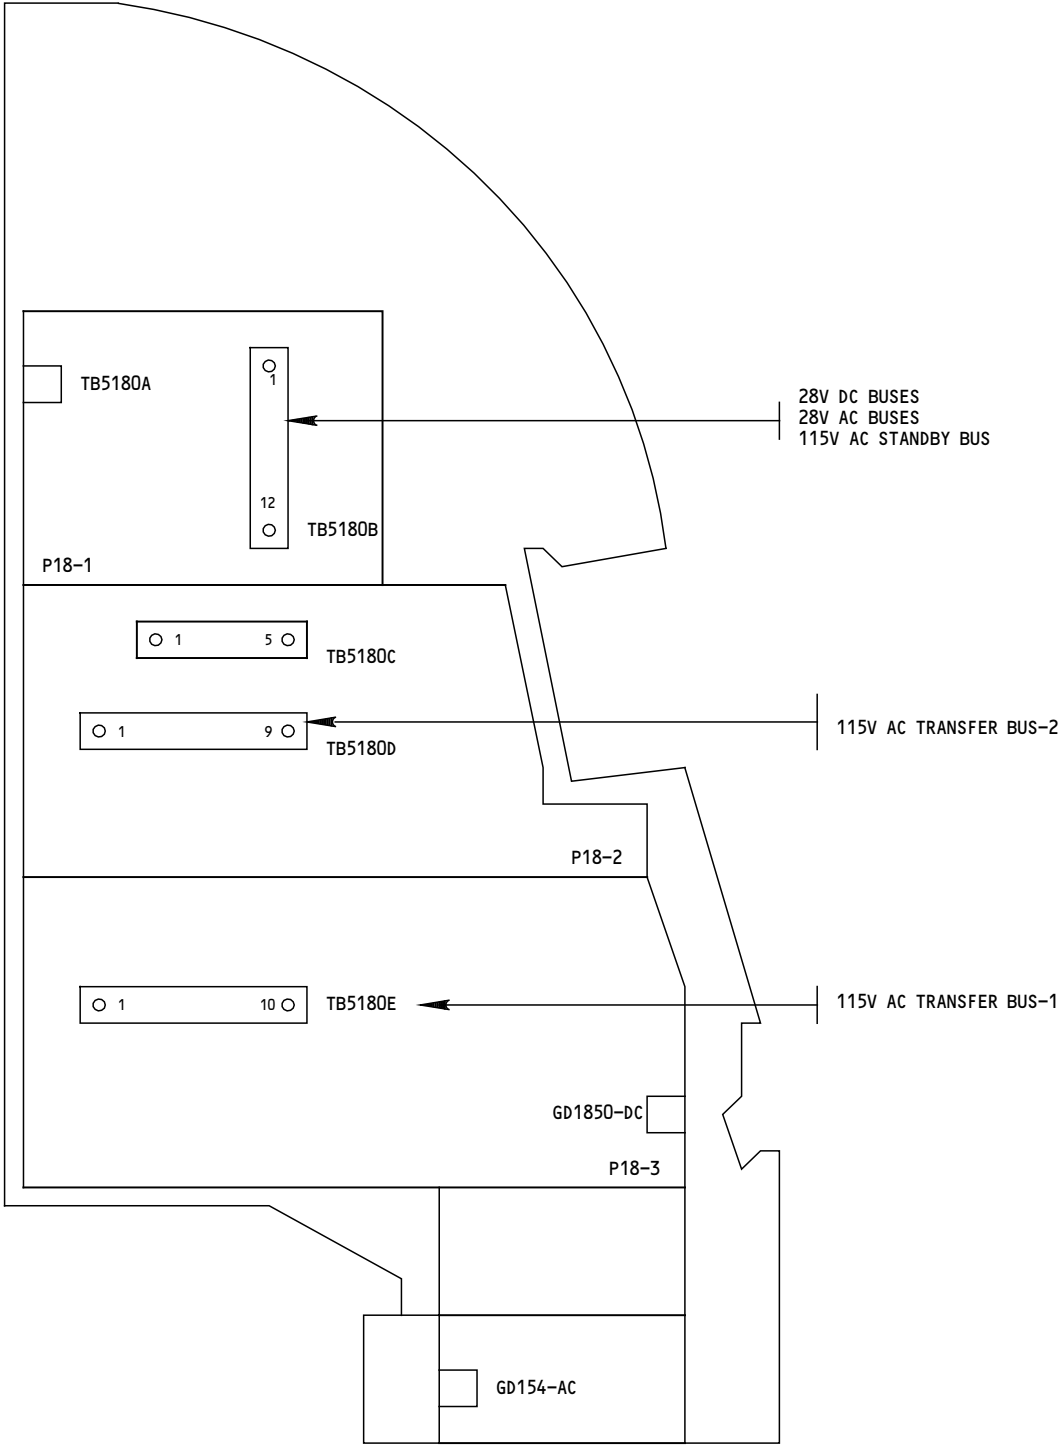 TB5180A
1
28V DC BUSES
28V AC BUSES
115V AC STANDBY BUS
12
TB5180B
P18-1
1 5
TB5180C
1 9
TB5180D
115V AC TRANSFER BUS-2
P18-2
1 10
TB5180E
115V AC TRANSFER BUS-1
GD1850-DC
P18-3
GD154-AC